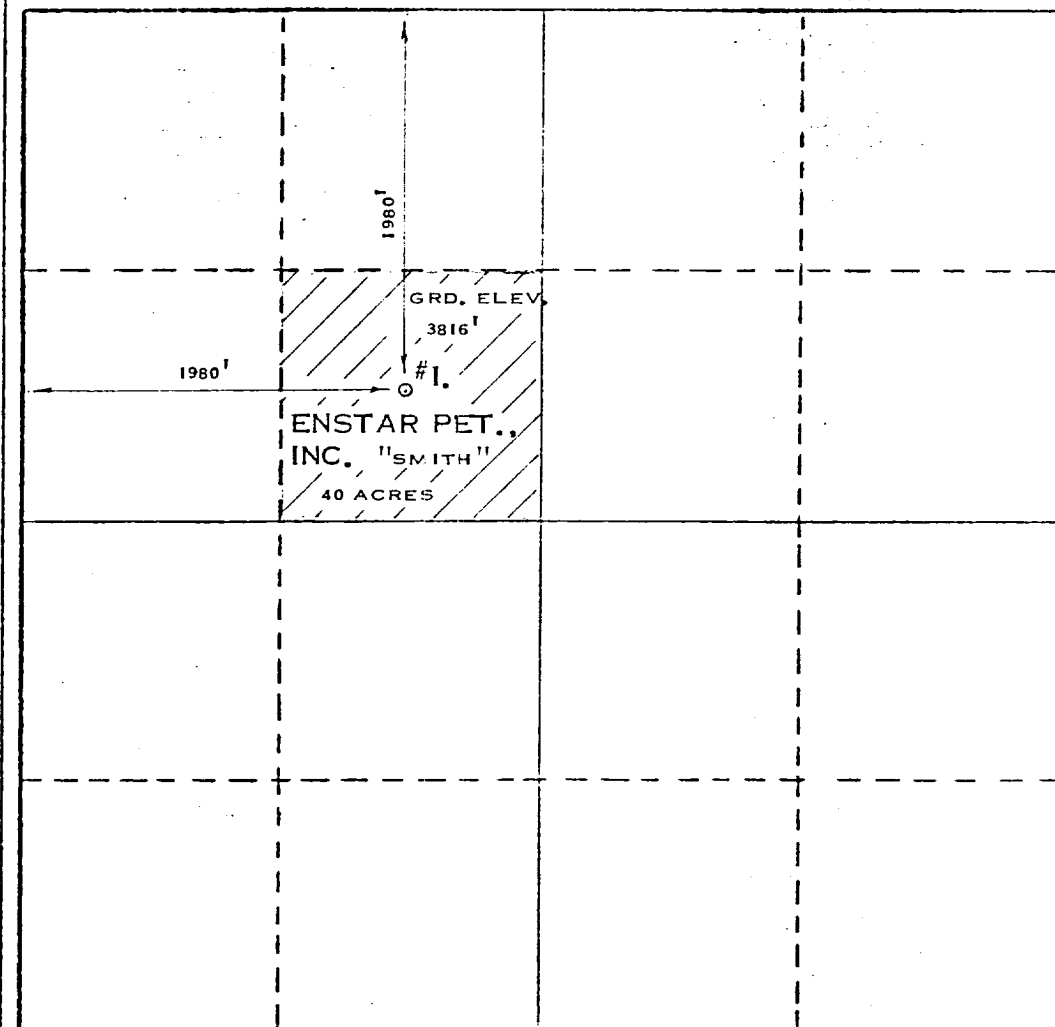 1980'
GRD. ELEV.
3816'
1980'
#1.
ENSTAR PET.,
INC. "SMITH"
40 ACRES